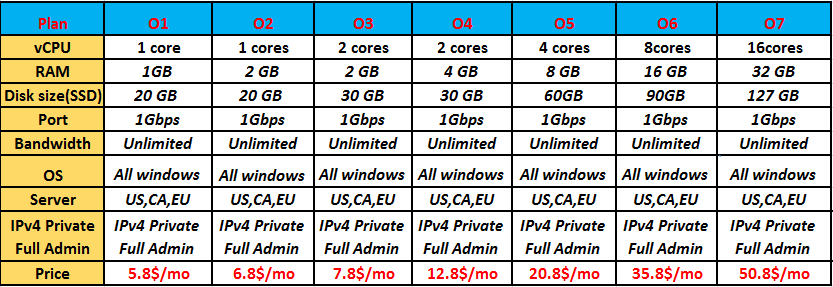 Plan O1 O2 O3 O4 O5 O6 O7
vCPU 1 core 1 cores 2 cores 2 cores 4 cores 8cores 16cores
RAM 1GB 2 GB 2 GB 4 GB 8 GB 16 GB 32 GB
Disk size(SSD) 20 GB 20 GB 30 GB 30 GB 60GB 90GB 127 GB
Port 1Gbps 1Gbps 1Gbps 1Gbps 1Gbps 1Gbps 1Gbps
Bandwidth Unlimited Unlimited Unlimited Unlimited Unlimited Unlimited Unlimited
OS All windows All windows All windows All windows All windows All windows All windows
Server US,CA,EU US,CA,EU US,CA,EU US,CA,EU US,CA,EU US,CA,EU US,CA,EU
IPv4 Private IPv4 Private IPv4 Private IPv4 Private IPv4 Private IPv4 Private IPv4 Private IPv4 Private
Full Admin Full Admin Full Admin Full Admin Full Admin Full Admin Full Admin Full Admin
Price 5.8$/mo 6.8$/mo 7.8$/mo 12.8$/mo 20.8$/mo 35.8$/mo 50.8$/mo